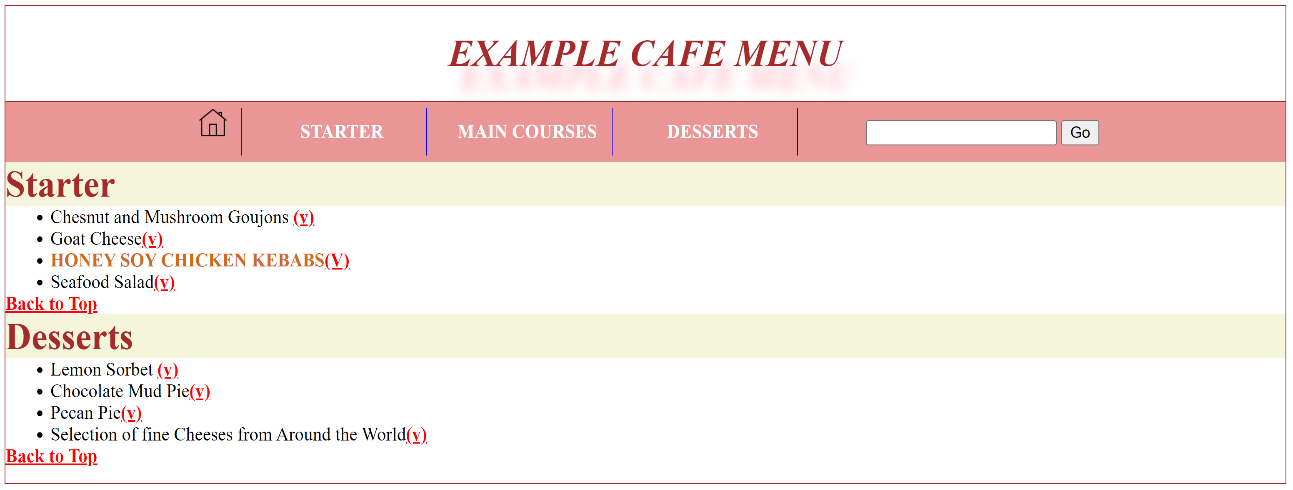 EXAMPLE CAFE MENU
STARTER MAIN COURSES DESSERTS Go
Starter
Chesnut and Mushroom Goujons (v)
Goat Cheese(v)
HONEY SOY CHICKEN KEBABS(V)
Seafood Salad(v)
Back to Top
Desserts
Lemon Sorbet (v)
Chocolate Mud Pie(v)
Pecan Pie(v)
Selection of fine Cheeses from Around the World(v)
Back to Top